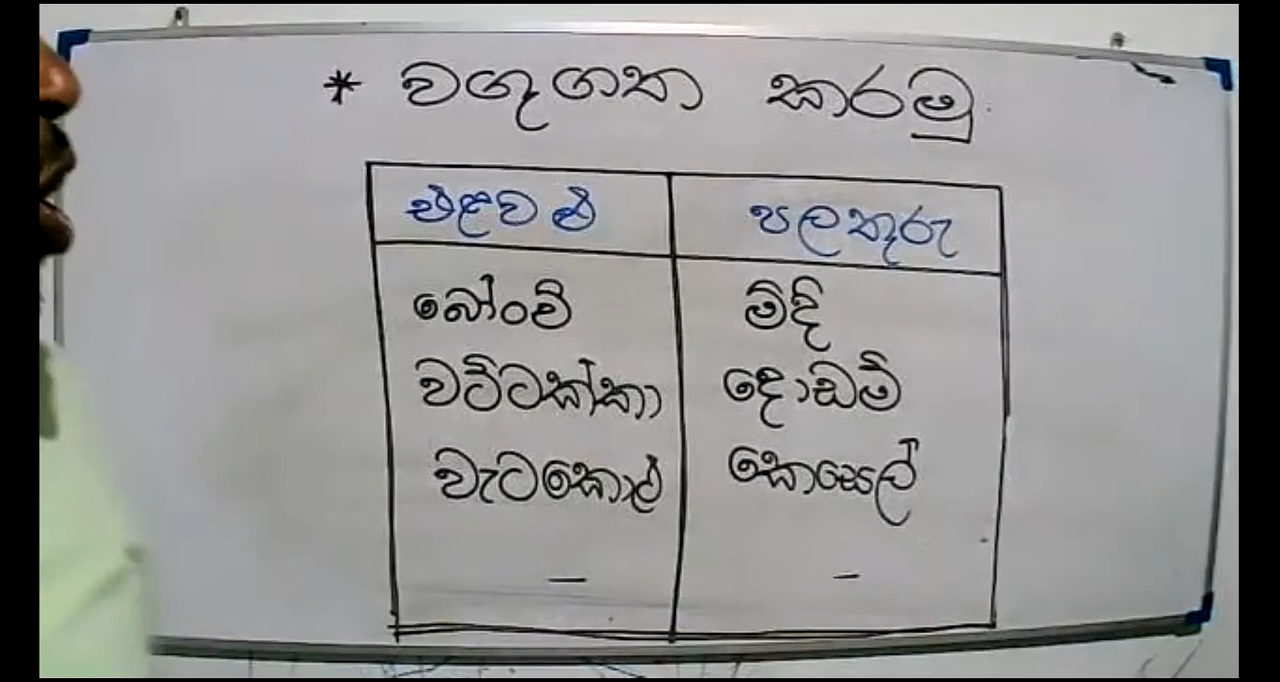 * වගුගත කරමු
එළවළු පලතුරු
බෝංචි මිදි
වට්ටක්කා දොඩම්
වැටකොළු කෙසෙල්
- -